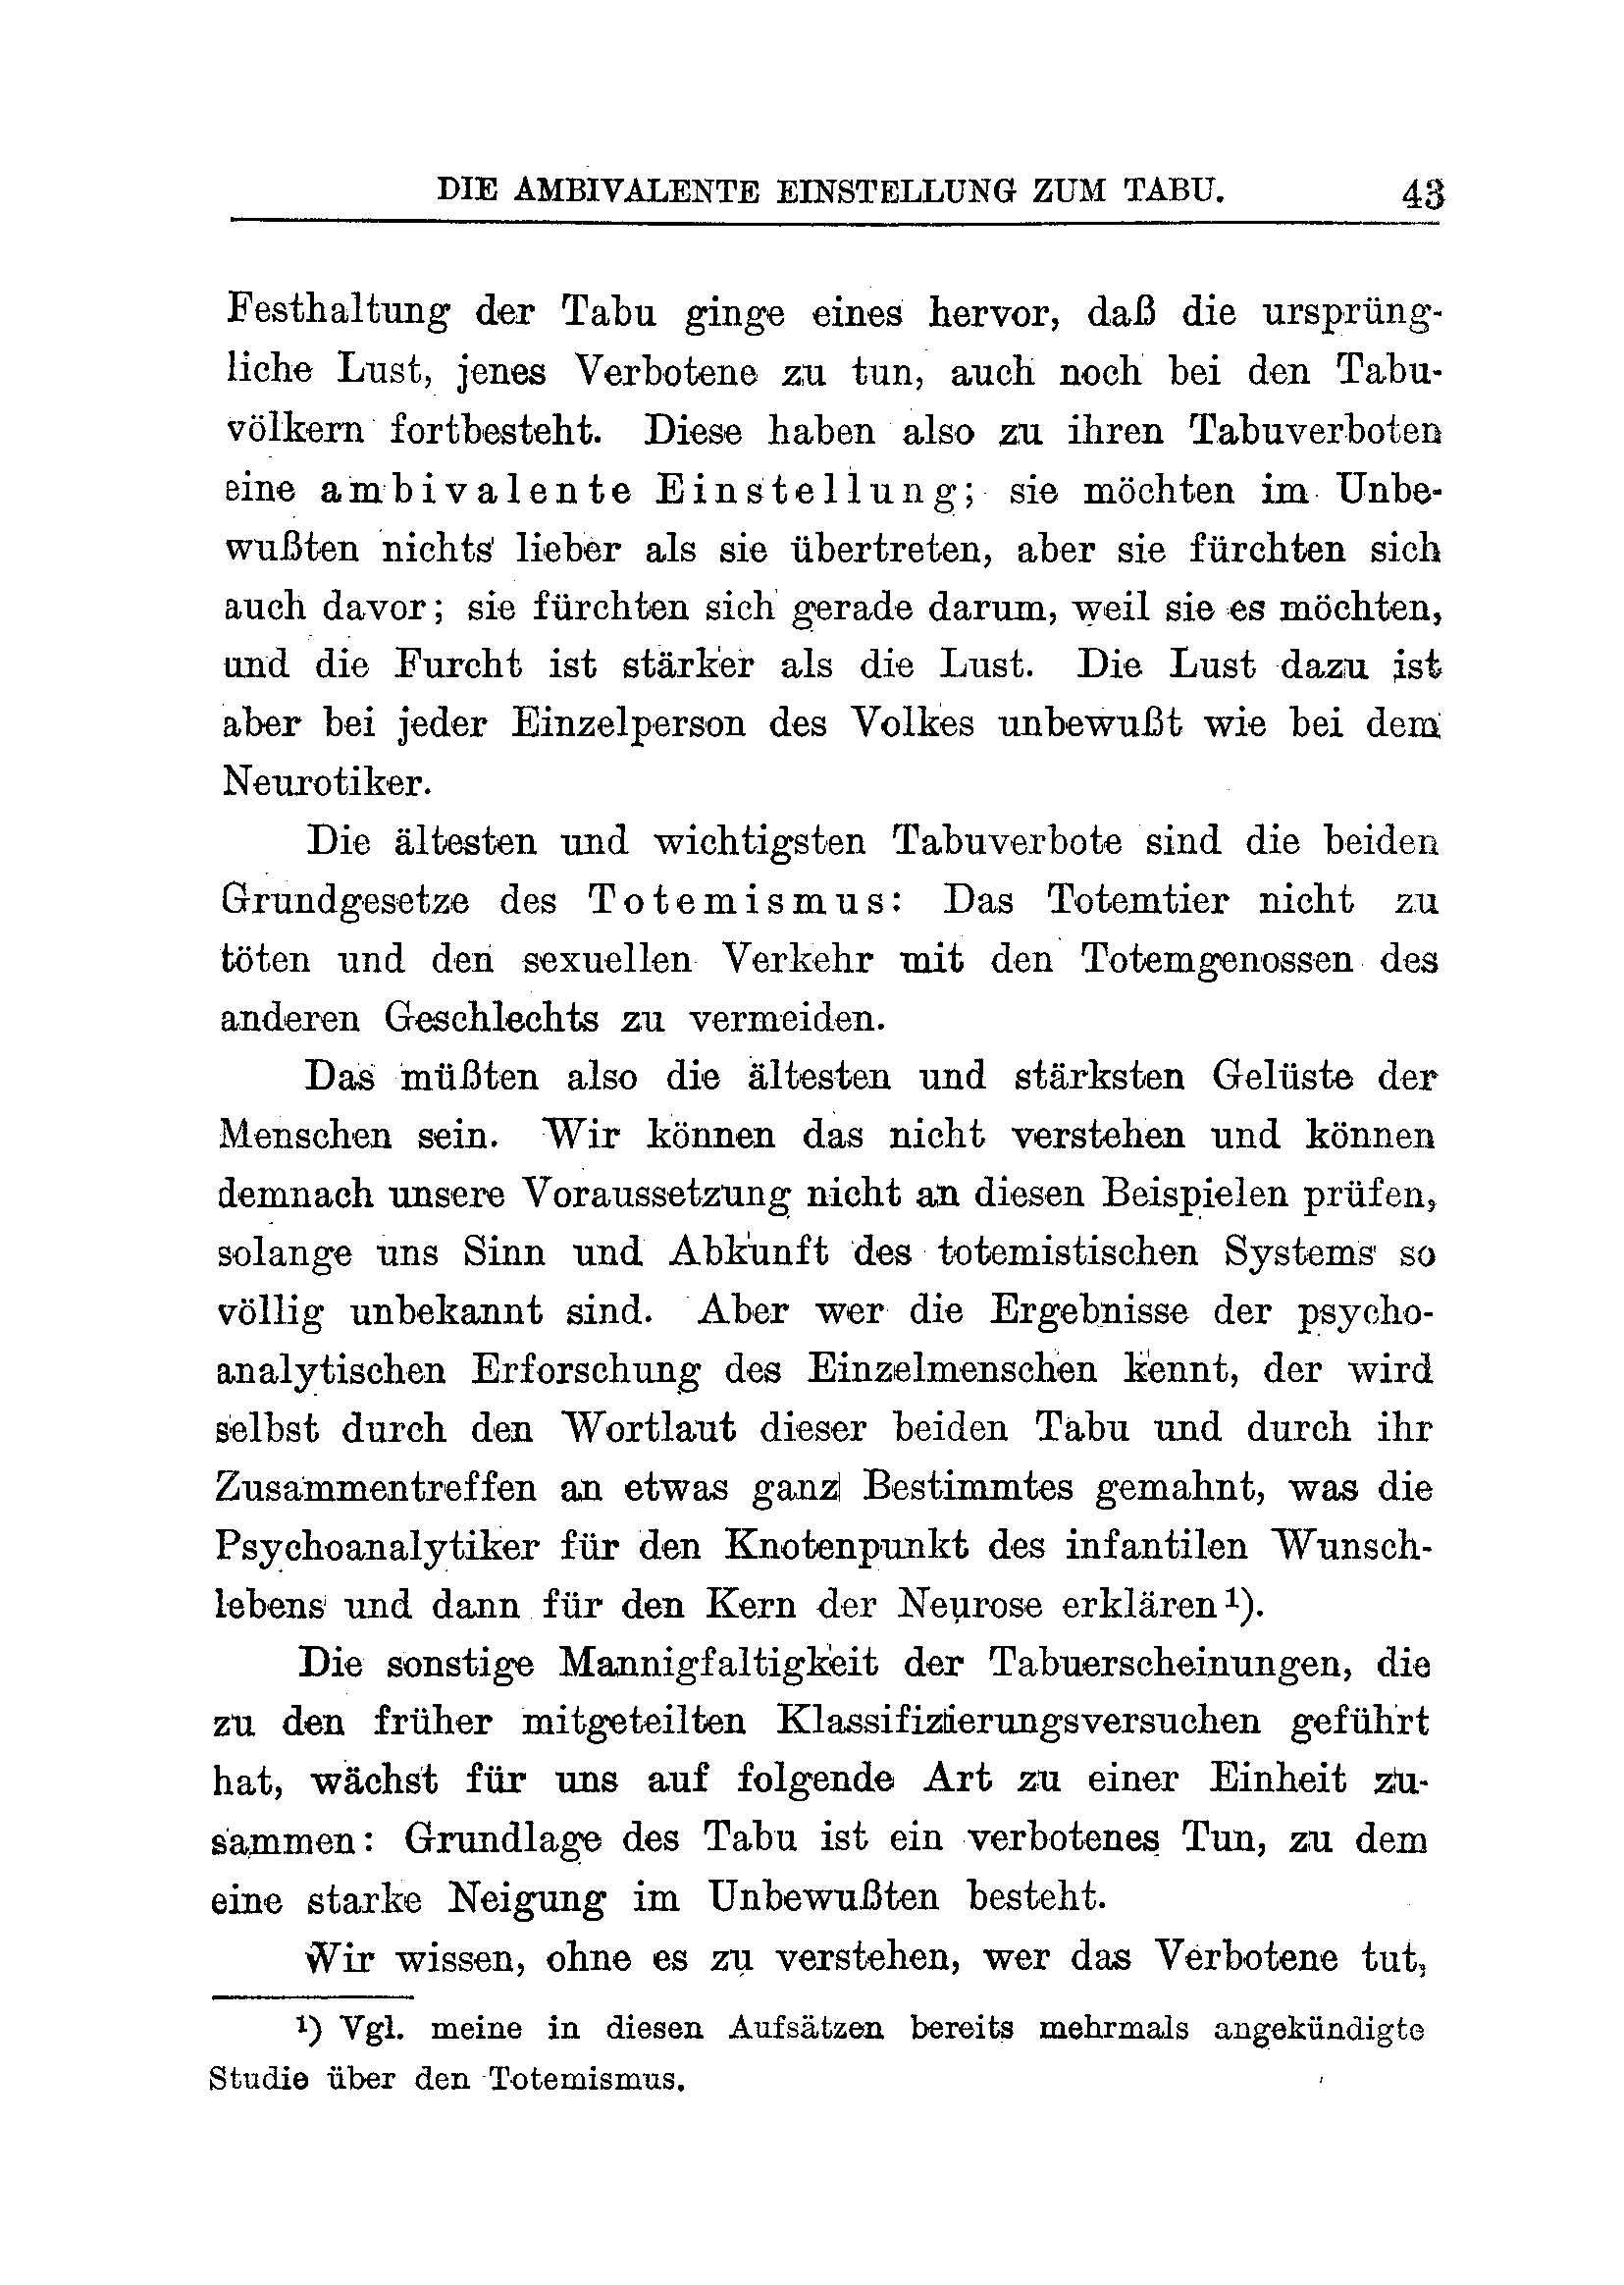 DIE AMBIVALENTE EINSTELLUNG ZUM TABU. 43
Festhaltung der Tabu ginge eines hervor, daß die ursprüng-
liche Lust, jenes Verbotene zu tun, auch noch bei den Tabu-
völkern fortbesteht. Diese haben also zu ihren Tabuverboten
eine ambivalente Einstellung; sie möchten im Unbe-
wußten nichts lieber als sie übertreten, aber sie fürchten sich
auch davor; sie fürchten sich gerade darum, weil sie es möchten,
und die Furcht ist stärker als die Lust. Die Lust dazu ist
aber bei jeder Einzelperson des Volkes unbewußt wie bei dem
Neurotiker.
Die ältesten und wichtigsten Tabuverbote sind die beiden
Grundgesetze des Totemismus: Das Totemtier nicht zu
töten und den sexuellen Verkehr mit den Totemgenossen des
anderen Geschlechts zu vermeiden.
Das müßten also die ältesten und stärksten Gelüste der
Menschen sein. Wir können das nicht verstehen und können
demnach unsere Voraussetzung nicht an diesen Beispielen prüfen,
solange uns Sinn und Abkunft des totemistischen Systems so
völlig unbekannt sind. Aber wer die Ergebnisse der psycho-
analytischen Erforschung des Einzelmenschen kennt, der wird
selbst durch den Wortlaut dieser beiden Tabu und durch ihr
Zusammentreffen an etwas ganz Bestimmtes gemahnt, was die
Psychoanalytiker für den Knotenpunkt des infantilen Wunsch-
lebens und dann für den Kern der Neurose erklären¹).
Die sonstige Mannigfaltigkeit der Tabuerscheinungen, die
zu den früher mitgeteilten Klassifizierungsversuchen geführt
hat, wächst für uns auf folgende Art zu einer Einheit zu-
sammen: Grundlage des Tabu ist ein verbotenes Tun, zu dem
eine starke Neigung im Unbewußten besteht.
Wir wissen, ohne es zu verstehen, wer das Verbotene tut,
¹) Vgl. meine in diesen Aufsätzen bereits mehrmals angekündigte
Studie über den Totemismus.